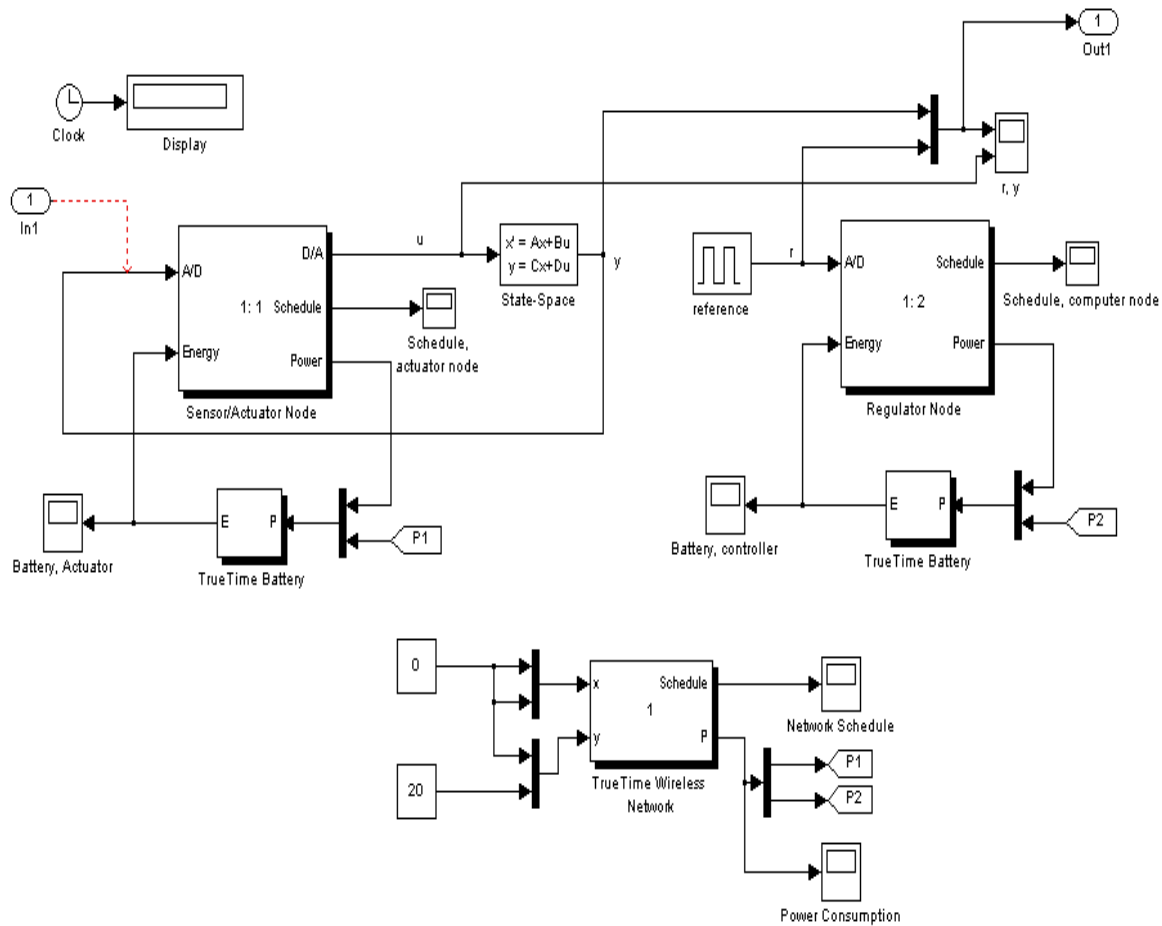 1
Out1
Clock
Display
r, y
1
In1
D/A
A/D
1: 1
Schedule
Energy
Power
Sensor/Actuator Node
u
x' = Ax+Bu
y = Cx+Du
State-Space
y
Schedule,
actuator node
reference
r
A/D
Schedule
1: 2
Energy
Power
Regulator Node
Schedule, computer node
Battery, Actuator
E
P
TrueTime Battery
P1
Battery, controller
E
P
TrueTime Battery
P2
0
20
x
Schedule
1
y
P
TrueTime Wireless
Network
Network Schedule
P1
P2
Power Consumption